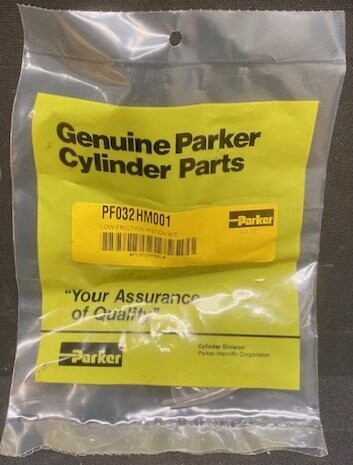 Genuine Parker
Cylinder Parts
PF032HM001
LOW FRICTION PISTON KIT
Parker
"Your Assurance
of Quality"
Parker
Cylinder Division
Parker-Hannifin Corporation